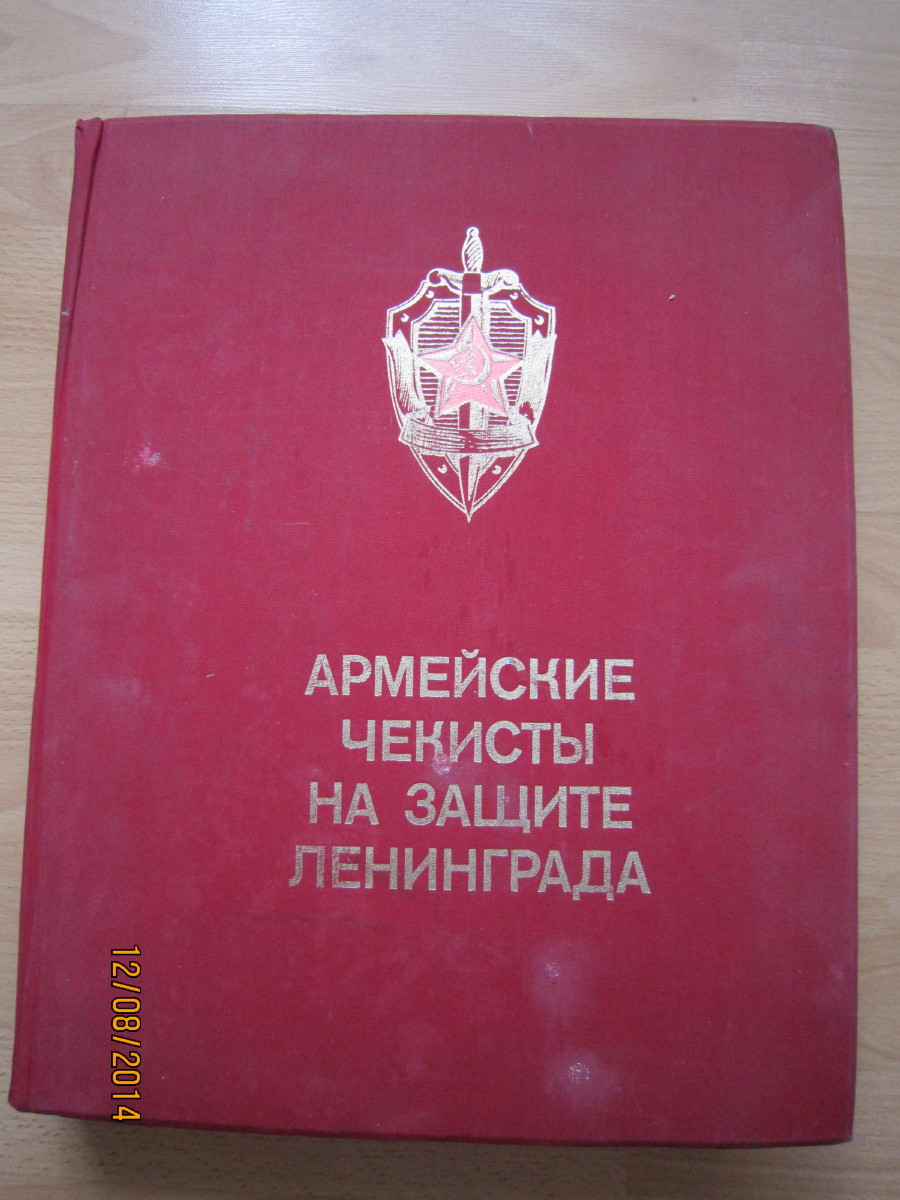 АРМЕЙСКИЕ
ЧЕКИСТЫ
НА ЗАЩИТЕ
ЛЕНИНГРАДА
12/08/2014